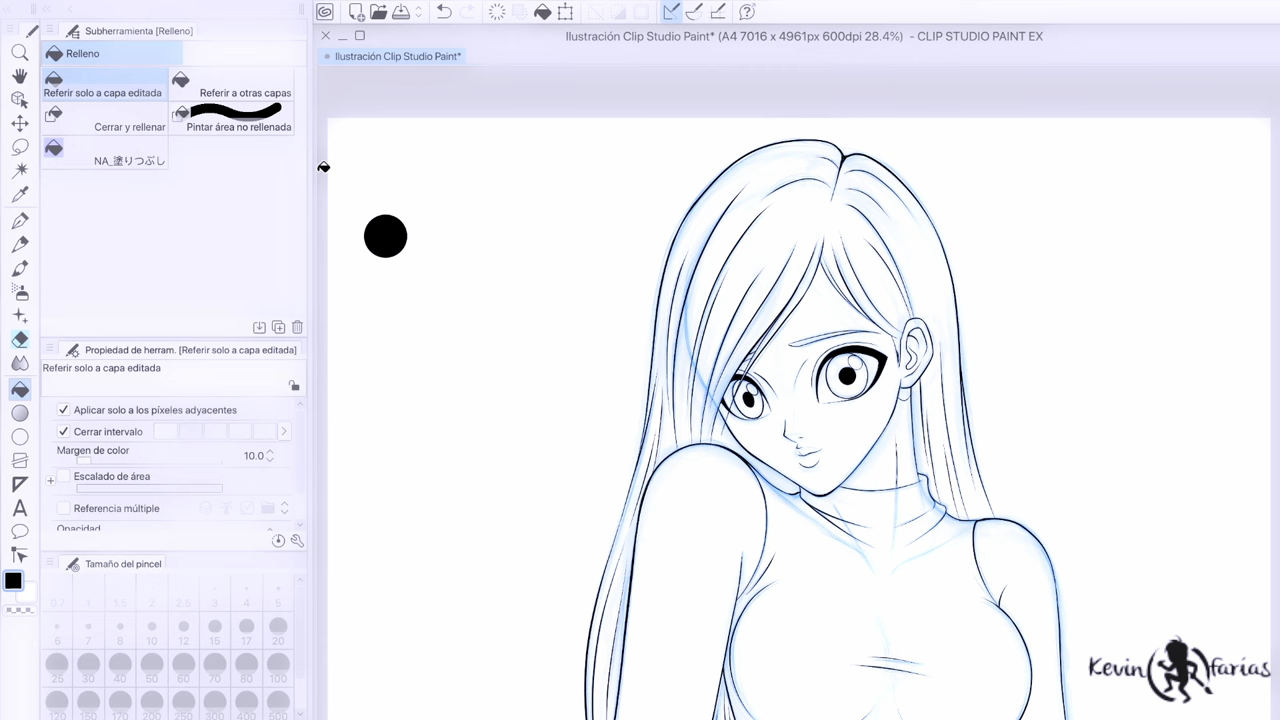 Subherramienta [Relleno]
Ilustración Clip Studio Paint* (A4 7016 x 4961px 600dpi 28.4%) - CLIP STUDIO PAINT EX
Relleno
Ilustración Clip Studio Paint*
Referir solo a capa editada
Referir a otras capas
Cerrar y rellenar
Pintar área no rellenada
NA_塗りつぶし
Propiedad de herram. [Referir solo a capa editada]
Referir solo a capa editada
Aplicar solo a los píxeles adyacentes
Cerrar intervalo
Margen de color 10.0
Escalado de área
Referencia múltiple
Opacidad
Tamaño del pincel
0.7 1 1.5 2 2.5 3 4 5
6 7 8 10 12 15 17 20
25 30 40 50 60 70 80 100
120 150 200 250 300 400 500
Kevin farias